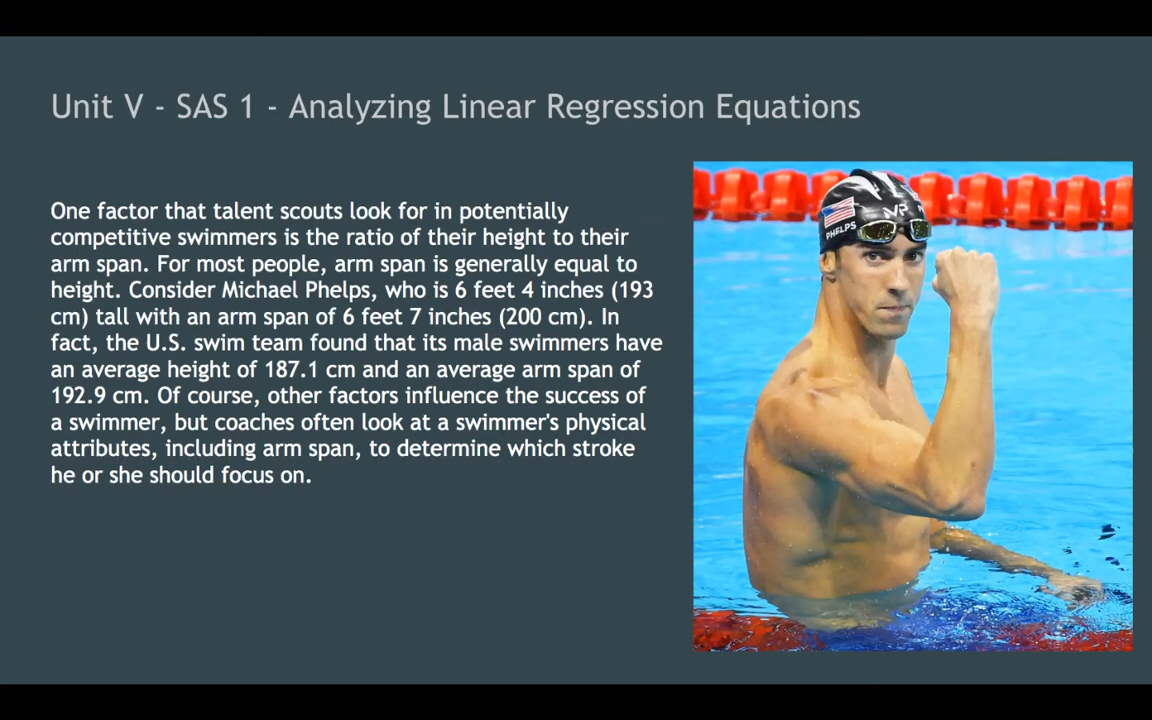 Unit V - SAS 1 - Analyzing Linear Regression Equations
One factor that talent scouts look for in potentially
competitive swimmers is the ratio of their height to their
arm span. For most people, arm span is generally equal to
height. Consider Michael Phelps, who is 6 feet 4 inches (193
cm) tall with an arm span of 6 feet 7 inches (200 cm). In
fact, the U.S. swim team found that its male swimmers have
an average height of 187.1 cm and an average arm span of
192.9 cm. Of course, other factors influence the success of
a swimmer, but coaches often look at a swimmer's physical
attributes, including arm span, to determine which stroke
he or she should focus on.
MP
PHELPS